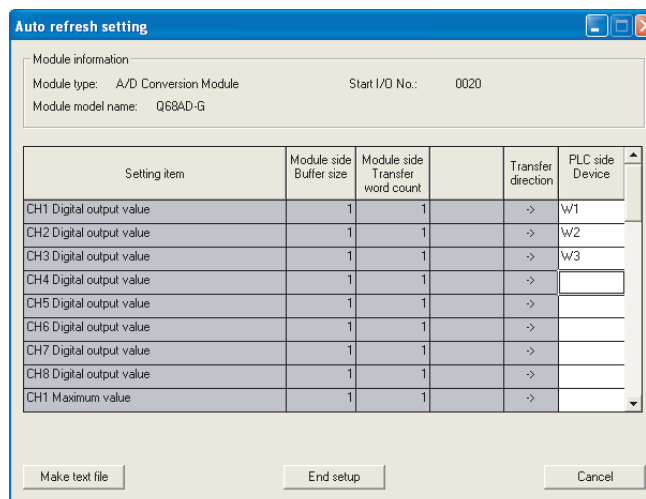 Auto refresh setting
Module information
Module type: A/D Conversion Module Start I/O No.: 0020
Module model name: Q68AD-G
Setting item Module side Buffer size Module side Transfer word count Transfer direction PLC side Device
CH1 Digital output value 1 1 -> W1
CH2 Digital output value 1 1 -> W2
CH3 Digital output value 1 1 -> W3
CH4 Digital output value 1 1 ->
CH5 Digital output value 1 1 ->
CH6 Digital output value 1 1 ->
CH7 Digital output value 1 1 ->
CH8 Digital output value 1 1 ->
CH1 Maximum value 1 1 ->
Make text file End setup Cancel